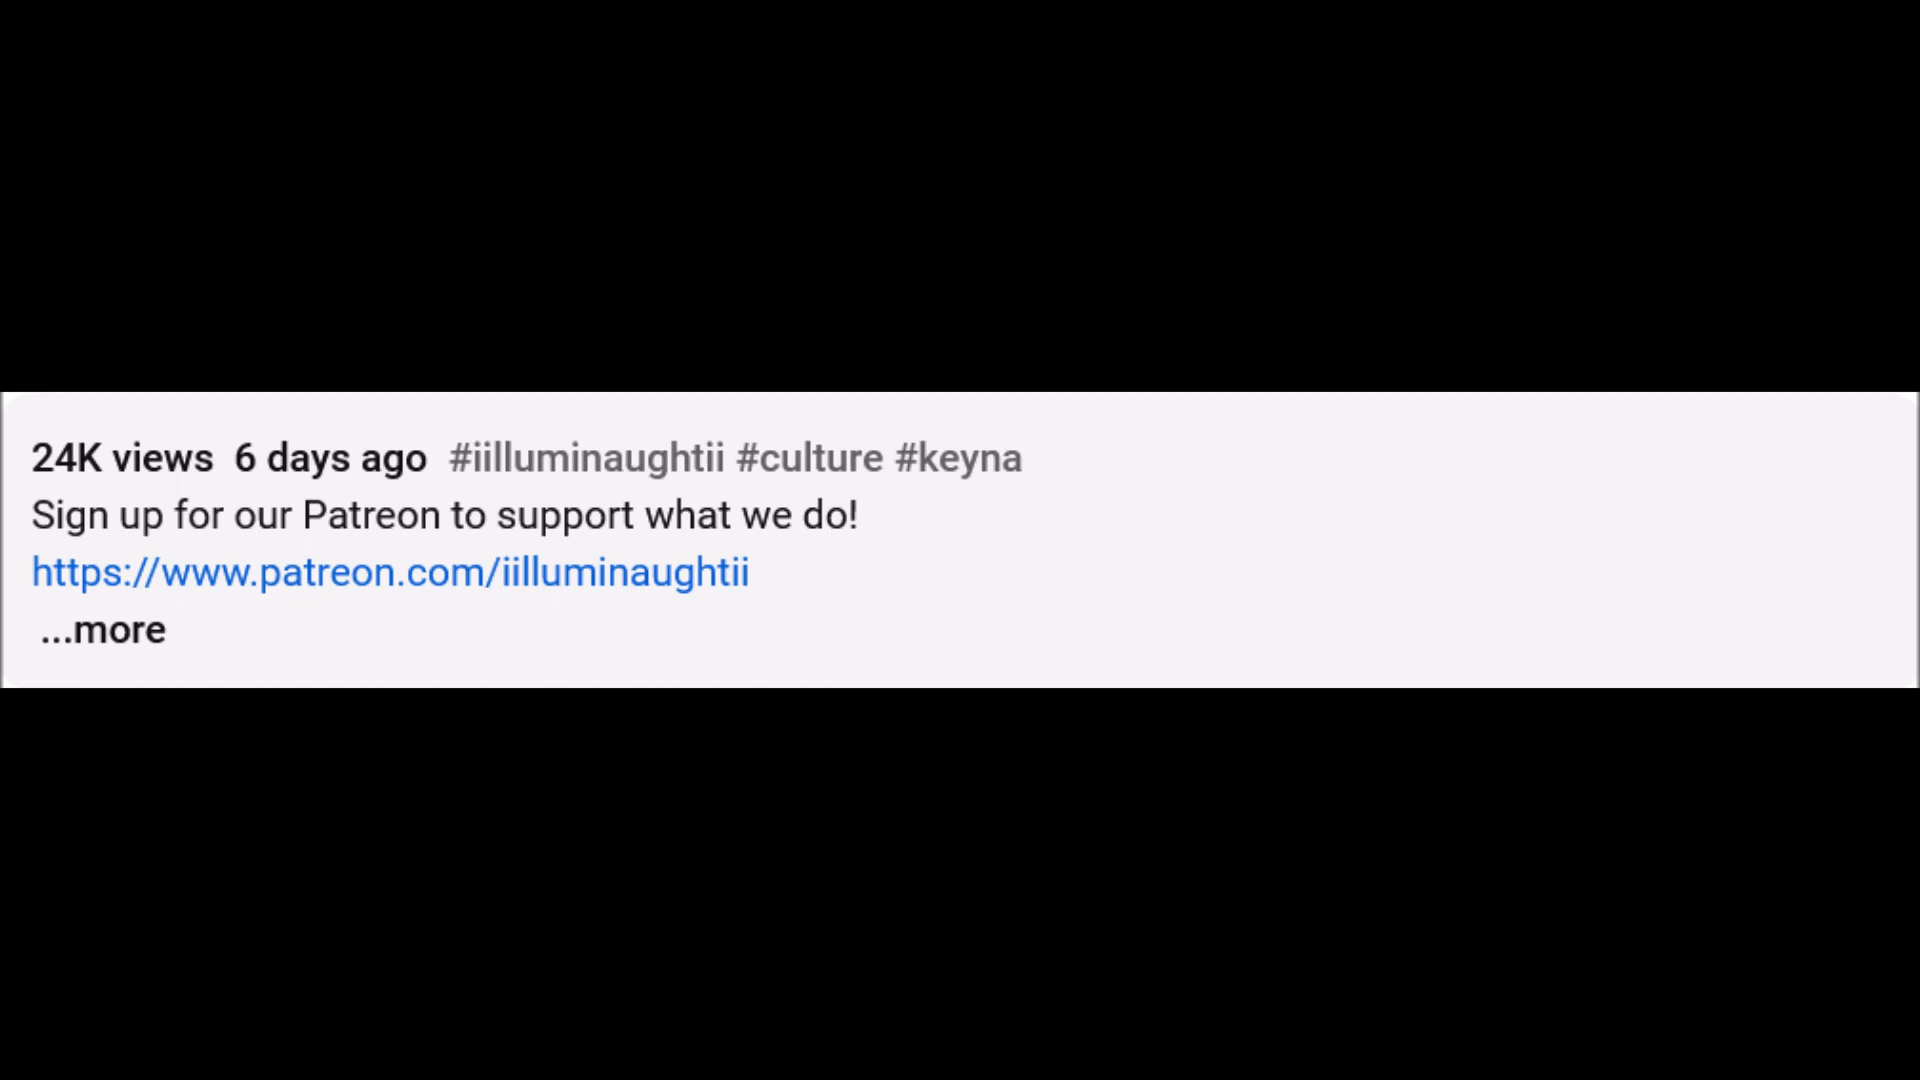 24K views  6 days ago  #iilluminaughtii #culture #keyna
Sign up for our Patreon to support what we do!
https://www.patreon.com/iilluminaughtii
...more